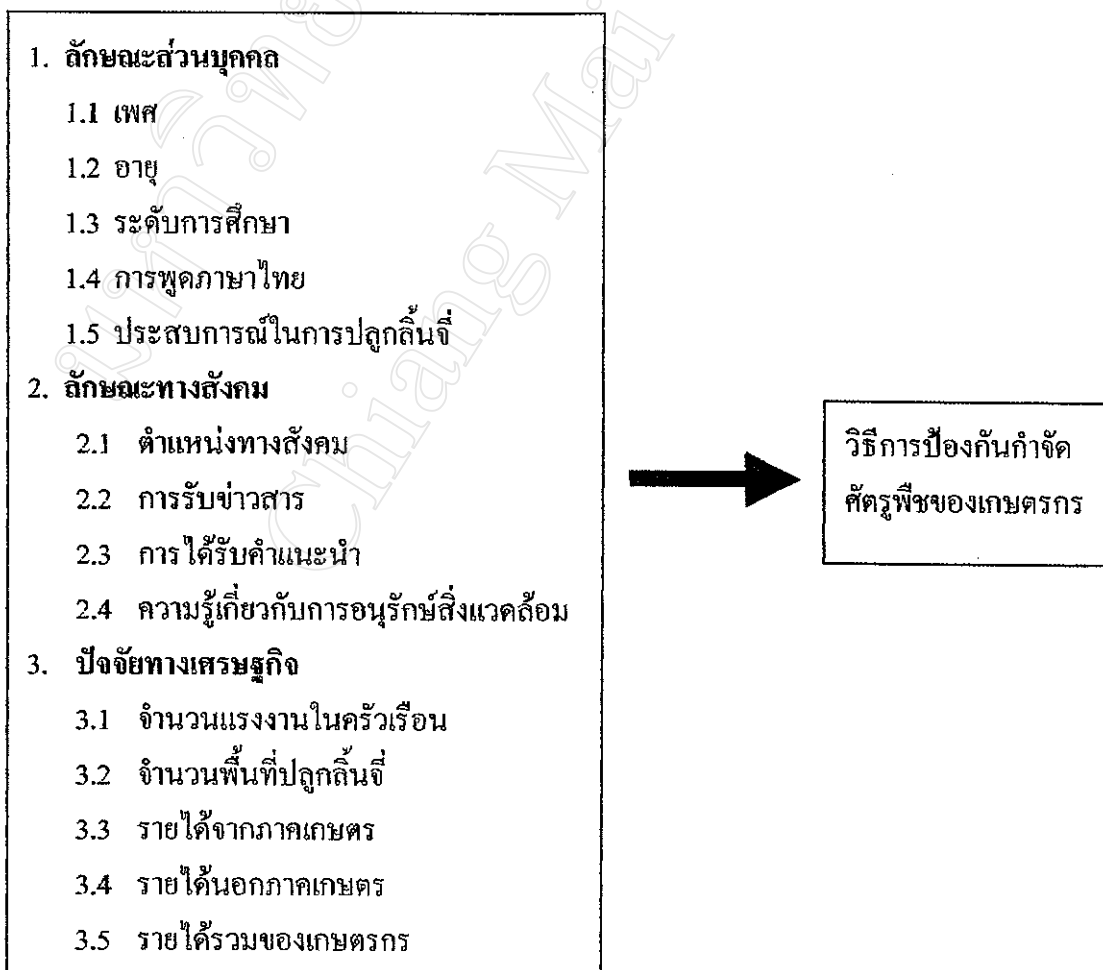 1. ลักษณะส่วนบุคคล
1.1 เพศ
1.2 อายุ
1.3 ระดับการศึกษา
1.4 การพูดภาษาไทย
1.5 ประสบการณ์ในการปลูกลิ้นจี่
2. ลักษณะทางสังคม
2.1 ตำแหน่งทางสังคม
2.2 การรับข่าวสาร
2.3 การได้รับคำแนะนำ
2.4 ความรู้เกี่ยวกับการอนุรักษ์สิ่งแวดล้อม
3. ปัจจัยทางเศรษฐกิจ
3.1 จำนวนแรงงานในครัวเรือน
3.2 จำนวนพื้นที่ปลูกลิ้นจี่
3.3 รายได้จากภาคเกษตร
3.4 รายได้นอกภาคเกษตร
3.5 รายได้รวมของเกษตรกร
วิธีการป้องกันกำจัด
ศัตรูพืชของเกษตรกร
Chiang Mai